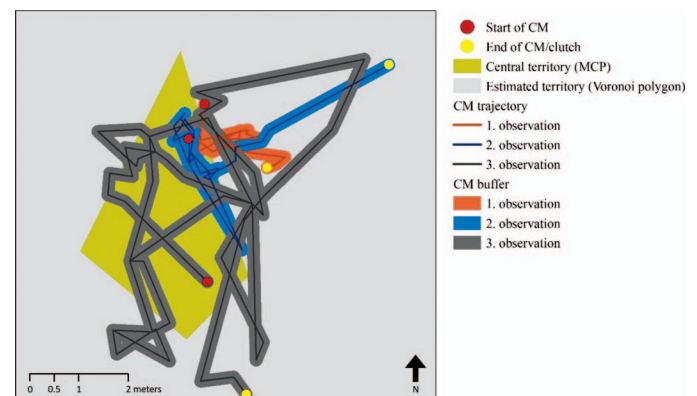 Start of CM
End of CM/clutch
Central territory (MCP)
Estimated territory (Voronoi polygon)
CM trajectory
1. observation
2. observation
3. observation
CM buffer
1. observation
2. observation
3. observation
0 0.5 1 2 meters
N